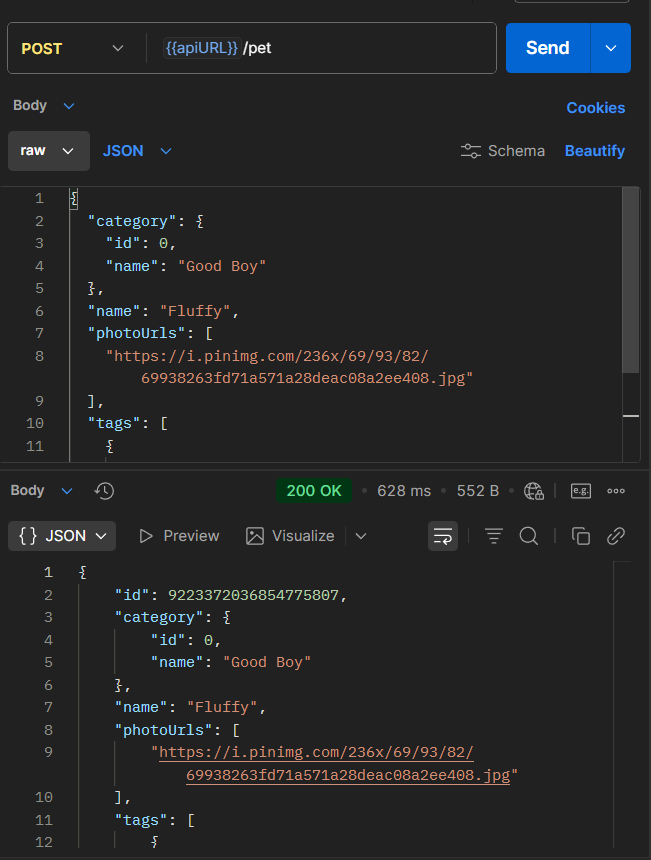 POST {{apiURL}} /pet Send
Body Cookies
raw JSON Schema Beautify
1 {
2 "category": {
3 "id": 0,
4 "name": "Good Boy"
5 },
6 "name": "Fluffy",
7 "photoUrls": [
8 "https://i.pinimg.com/236x/69/93/82/
69938263fd71a571a28deac08a2ee408.jpg"
9 ],
10 "tags": [
11 {
Body 200 OK • 628 ms • 552 B • e.g.
{} JSON Preview Visualize
1 {
2 "id": 9223372036854775807,
3 "category": {
4 "id": 0,
5 "name": "Good Boy"
6 },
7 "name": "Fluffy",
8 "photoUrls": [
9 "https://i.pinimg.com/236x/69/93/82/
69938263fd71a571a28deac08a2ee408.jpg"
10 ],
11 "tags": [
12 {